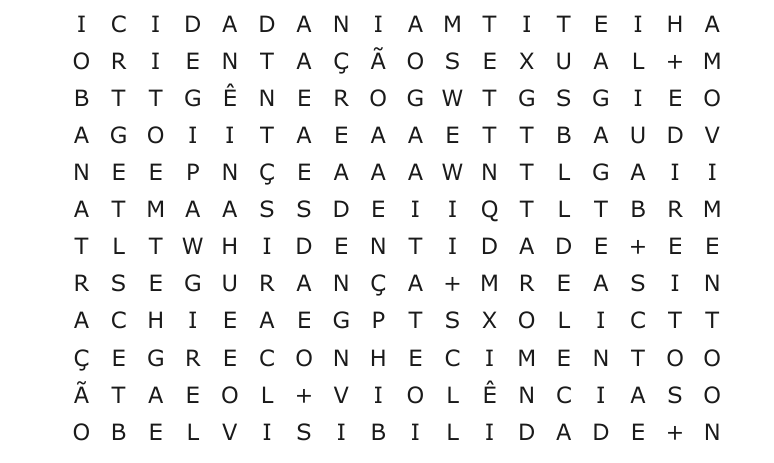 I C I D A D A N I A M T I T E I H A
O R I E N T A Ç Ã O S E X U A L + M
B T T G Ê N E R O G W T G S G I E O
A G O I I T A E A A E T T B A U D V
N E E P N Ç E A A A W N T L G A I I
A T M A A S S D E I I Q T L T B R M
T L T W H I D E N T I D A D E + E E
R S E G U R A N Ç A + M R E A S I N
A C H I E A E G P T S X O L I C T T
Ç E G R E C O N H E C I M E N T O O
Ã T A E O L + V I O L Ê N C I A S O
O B E L V I S I B I L I D A D E + N